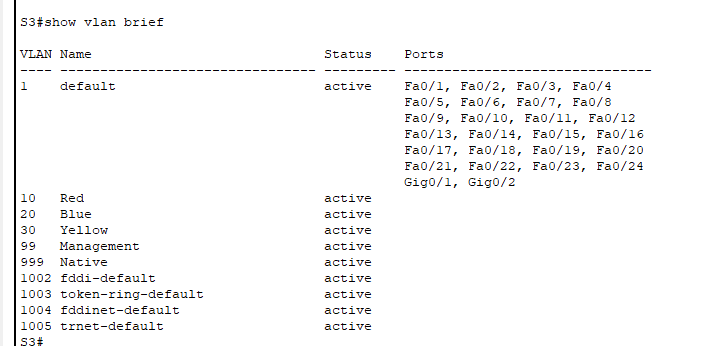 S3#show vlan brief
VLAN Name                             Status    Ports
---- -------------------------------- --------- -------------------------------
1    default                          active    Fa0/1, Fa0/2, Fa0/3, Fa0/4
                                                Fa0/5, Fa0/6, Fa0/7, Fa0/8
                                                Fa0/9, Fa0/10, Fa0/11, Fa0/12
                                                Fa0/13, Fa0/14, Fa0/15, Fa0/16
                                                Fa0/17, Fa0/18, Fa0/19, Fa0/20
                                                Fa0/21, Fa0/22, Fa0/23, Fa0/24
                                                Gig0/1, Gig0/2
10   Red                              active
20   Blue                             active
30   Yellow                           active
99   Management                       active
999  Native                           active
1002 fddi-default                     active
1003 token-ring-default               active
1004 fddinet-default                  active
1005 trnet-default                    active
S3#